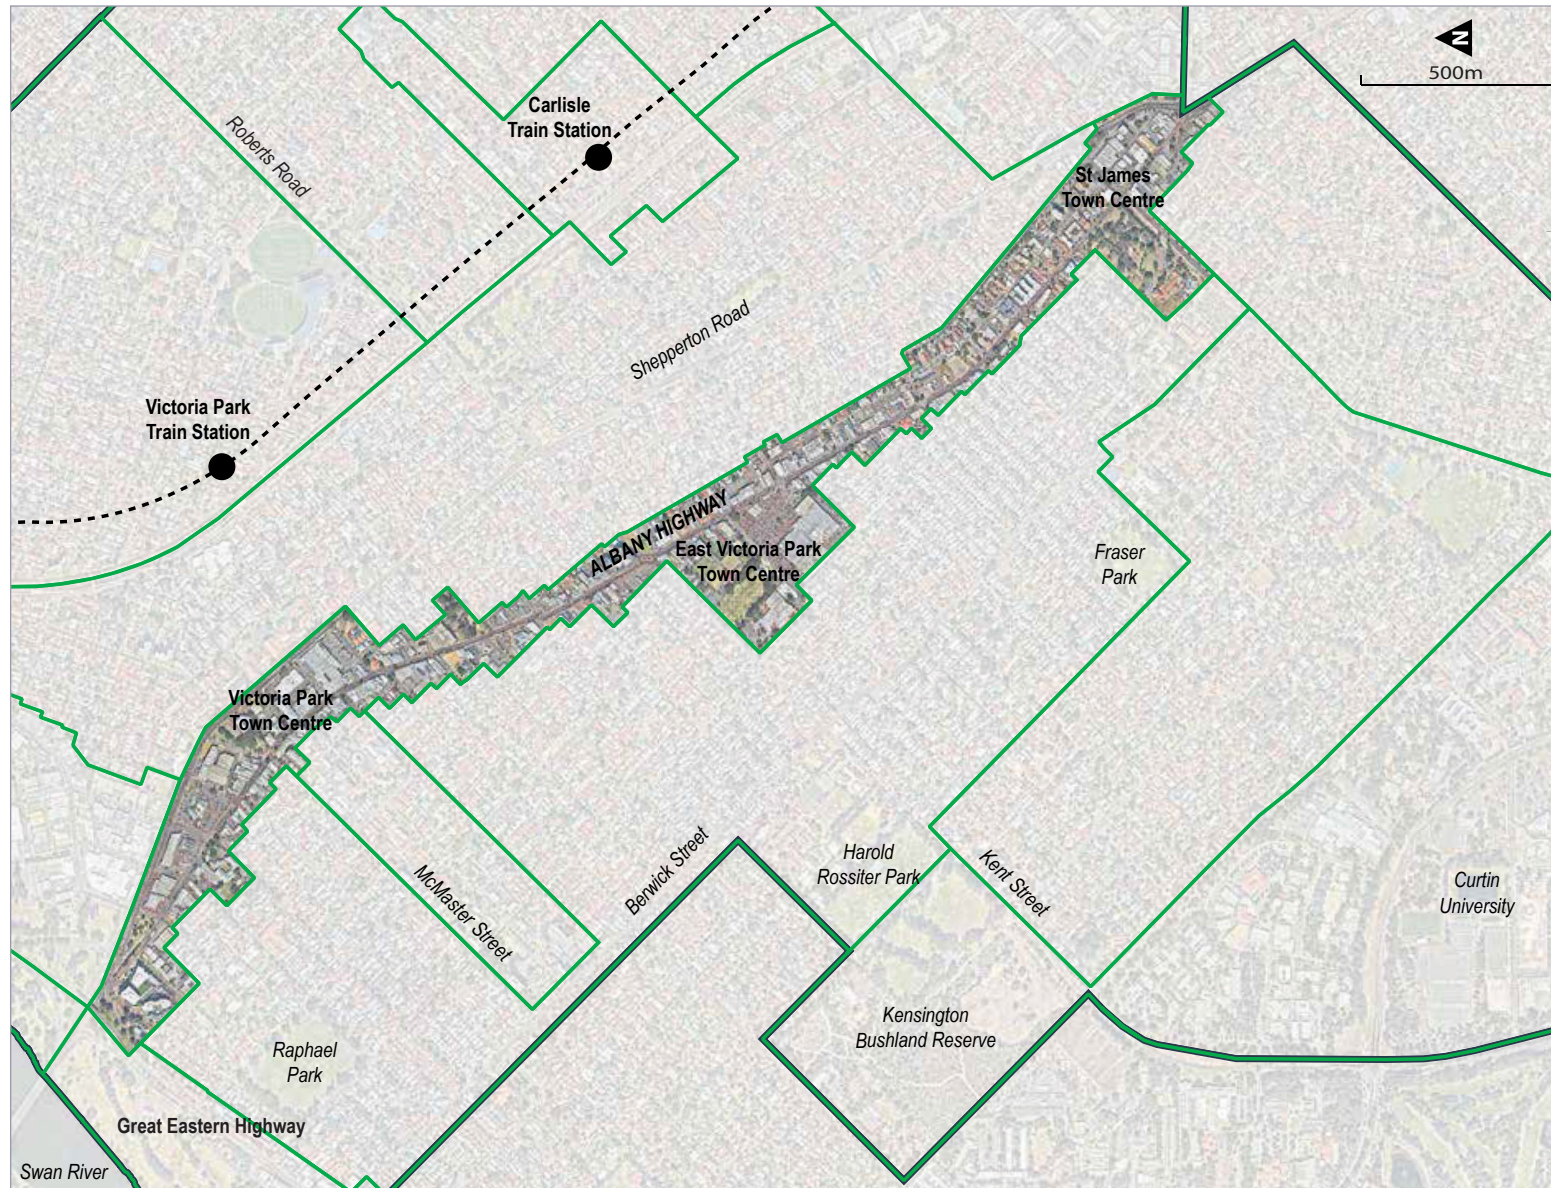 N
500m
Carlisle
Train Station
Roberts Road
St James
Town Centre
Shepperton Road
Victoria Park
Train Station
ALBANY HIGHWAY
East Victoria Park
Town Centre
Fraser
Park
Victoria Park
Town Centre
Berwick Street
McMaster Street
Harold
Rossiter Park
Kent Street
Curtin
University
Kensington
Bushland Reserve
Raphael
Park
Great Eastern Highway
Swan River